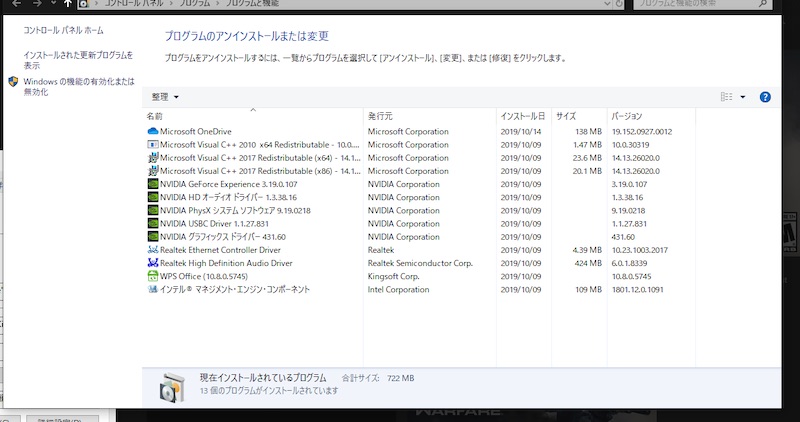 コントロール パネル › プログラム › プログラムと機能
プログラムと機能の検索
コントロール パネル ホーム
インストールされた更新プログラムを
表示
Windows の機能の有効化または
無効化
プログラムのアンインストールまたは変更
プログラムをアンインストールするには、一覧からプログラムを選択して [アンインストール]、[変更]、または [修復] をクリックします。
整理
名前 発行元 インストール日 サイズ バージョン
Microsoft OneDrive Microsoft Corporation 2019/10/14 138 MB 19.152.0927.0012
Microsoft Visual C++ 2010 x64 Redistributable - 10.0.... Microsoft Corporation 2019/10/09 1.47 MB 10.0.30319
Microsoft Visual C++ 2017 Redistributable (x64) - 14.1... Microsoft Corporation 2019/10/09 23.6 MB 14.13.26020.0
Microsoft Visual C++ 2017 Redistributable (x86) - 14.1... Microsoft Corporation 2019/10/09 20.1 MB 14.13.26020.0
NVIDIA GeForce Experience 3.19.0.107 NVIDIA Corporation 2019/10/09 3.19.0.107
NVIDIA HD オーディオ ドライバー 1.3.38.16 NVIDIA Corporation 2019/10/09 1.3.38.16
NVIDIA PhysX システム ソフトウェア 9.19.0218 NVIDIA Corporation 2019/10/09 9.19.0218
NVIDIA USBC Driver 1.1.27.831 NVIDIA Corporation 2019/10/09 1.1.27.831
NVIDIA グラフィックス ドライバー 431.60 NVIDIA Corporation 2019/10/09 431.60
Realtek Ethernet Controller Driver Realtek 2019/10/09 4.39 MB 10.23.1003.2017
Realtek High Definition Audio Driver Realtek Semiconductor Corp. 2019/10/09 424 MB 6.0.1.8339
WPS Office (10.8.0.5745) Kingsoft Corp. 2019/10/09 10.8.0.5745
インテル® マネジメント・エンジン・コンポーネント Intel Corporation 2019/10/09 109 MB 1801.12.0.1091
現在インストールされているプログラム 合計サイズ: 722 MB
13 個のプログラムがインストールされています
詳細設定(D)...
WARFARE